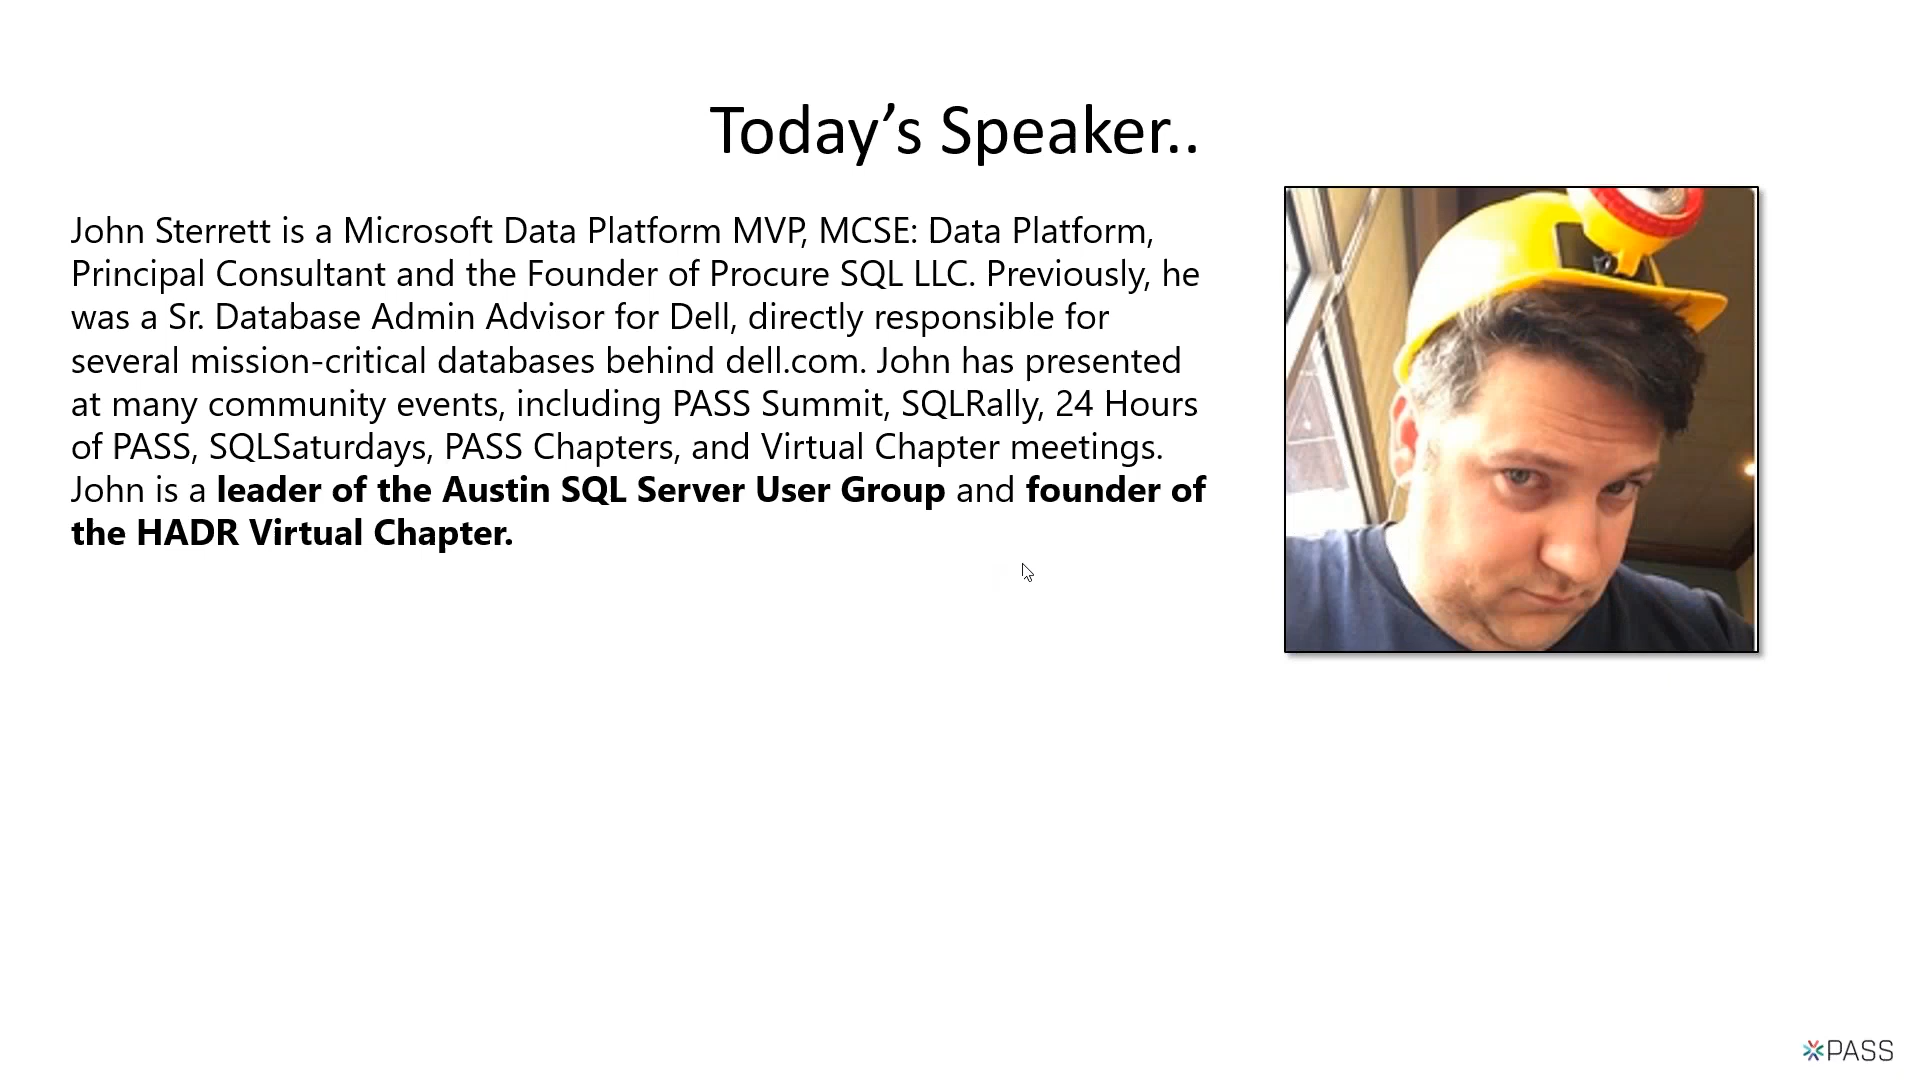 Today’s Speaker..
John Sterrett is a Microsoft Data Platform MVP, MCSE: Data Platform,
Principal Consultant and the Founder of Procure SQL LLC. Previously, he
was a Sr. Database Admin Advisor for Dell, directly responsible for
several mission-critical databases behind dell.com. John has presented
at many community events, including PASS Summit, SQLRally, 24 Hours
of PASS, SQLSaturdays, PASS Chapters, and Virtual Chapter meetings.
John is a leader of the Austin SQL Server User Group and founder of
the HADR Virtual Chapter.
PASS